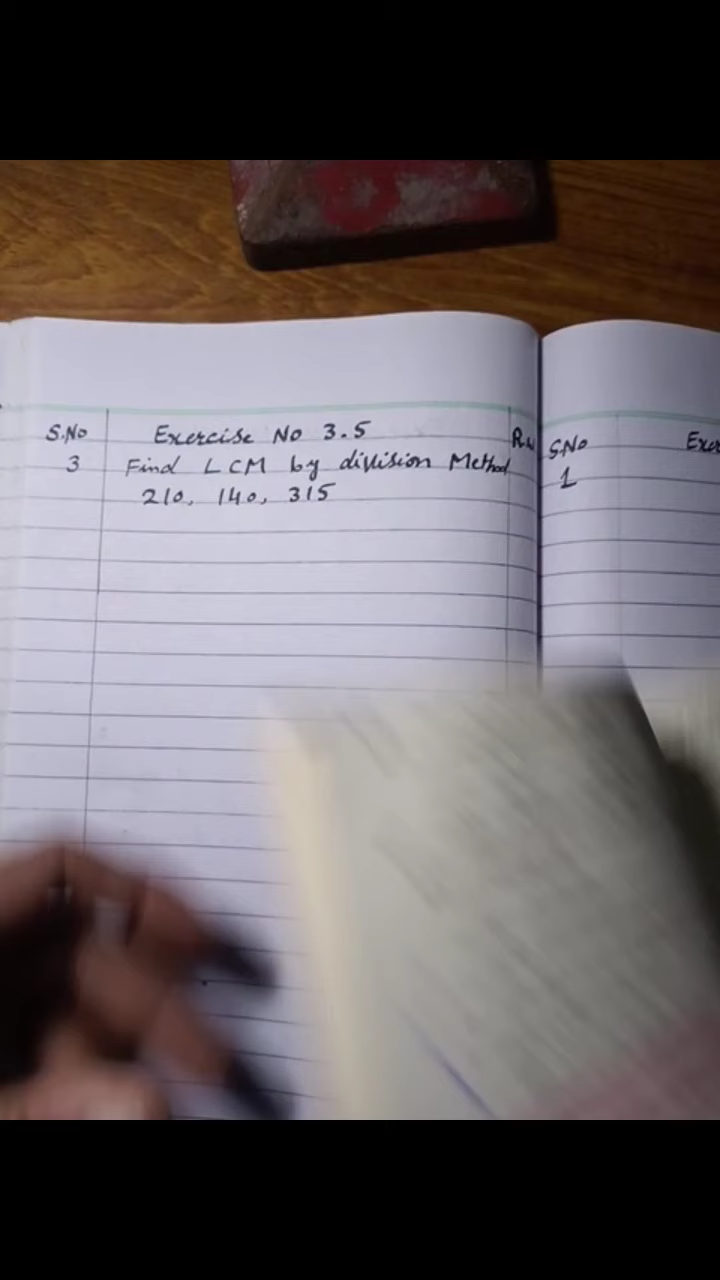 S.No Exercise No 3.5
3 Find LCM by division Method
210, 140, 315
S.No
1